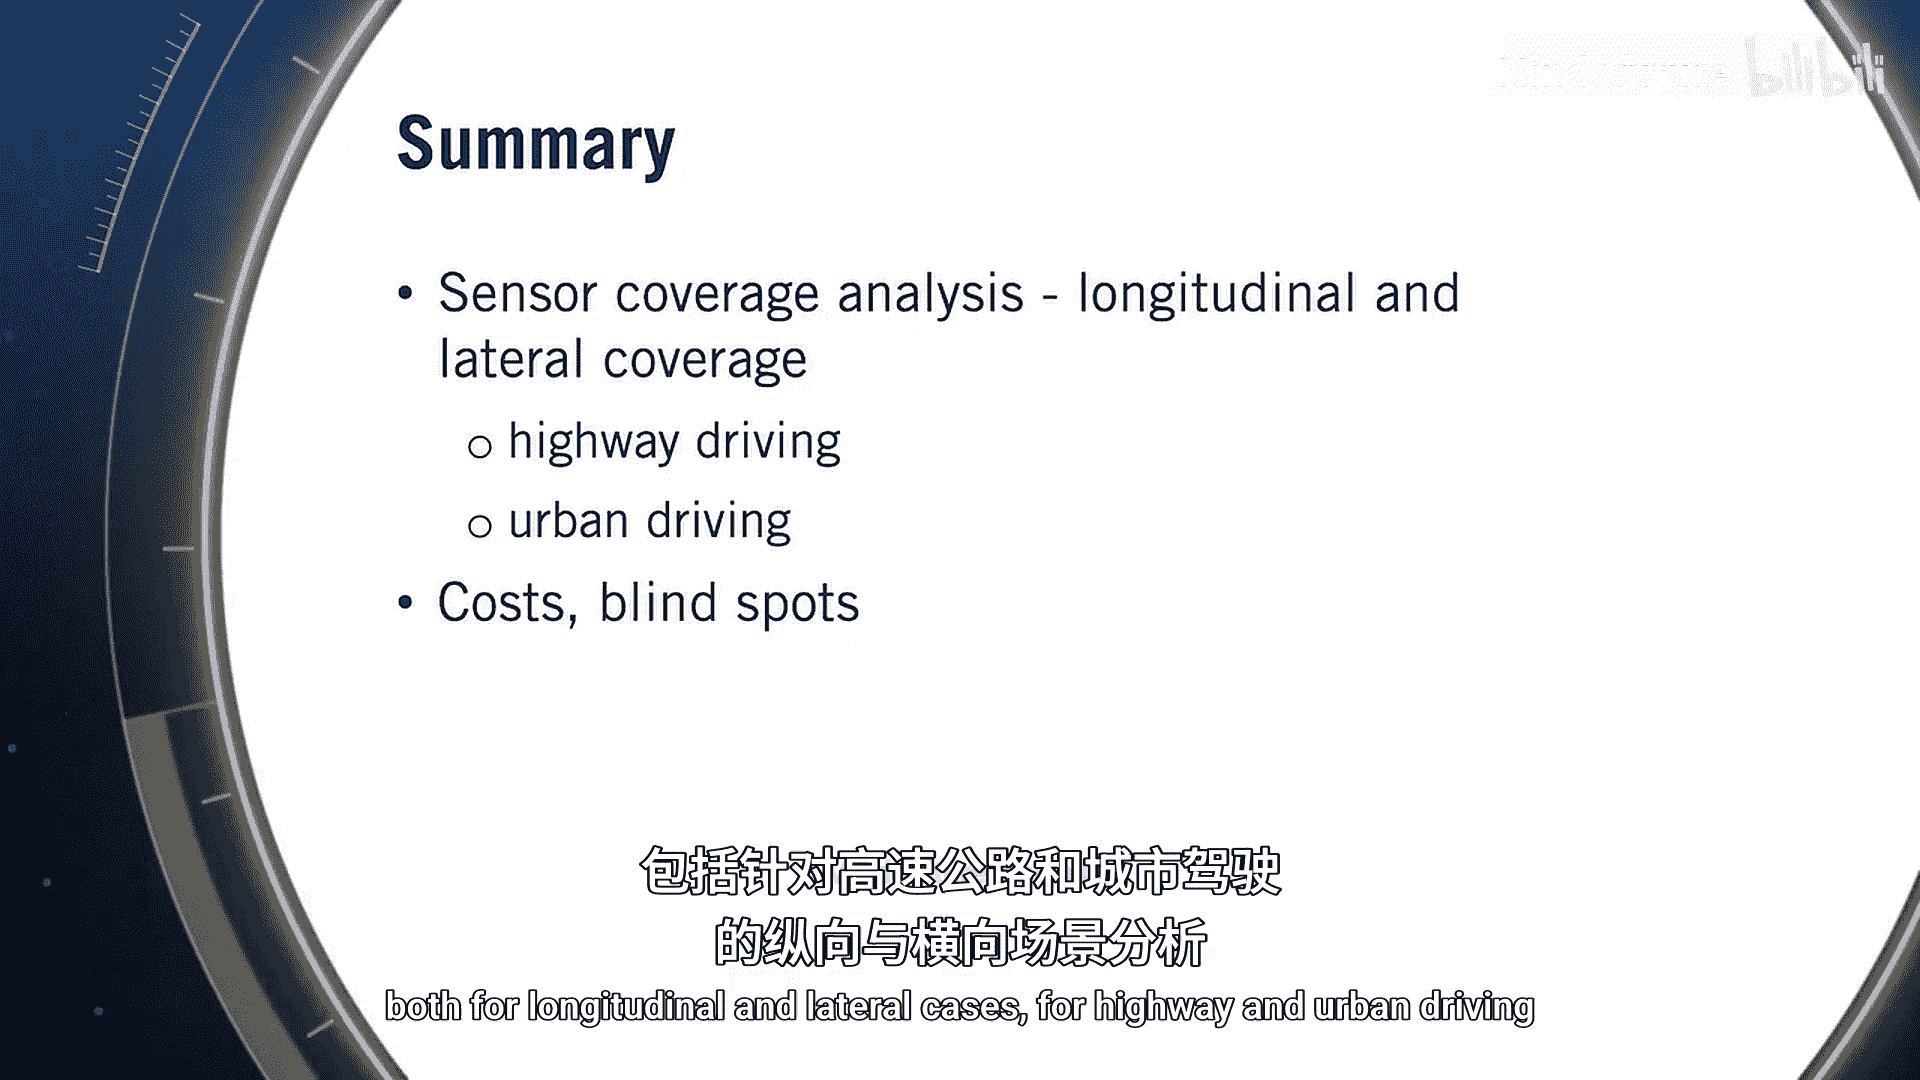 bilibili
Summary
• Sensor coverage analysis - longitudinal and
lateral coverage
o highway driving
o urban driving
• Costs, blind spots
包括针对高速公路和城市驾驶
的纵向与横向场景分析
both for longitudinal and lateral cases, for highway and urban driving